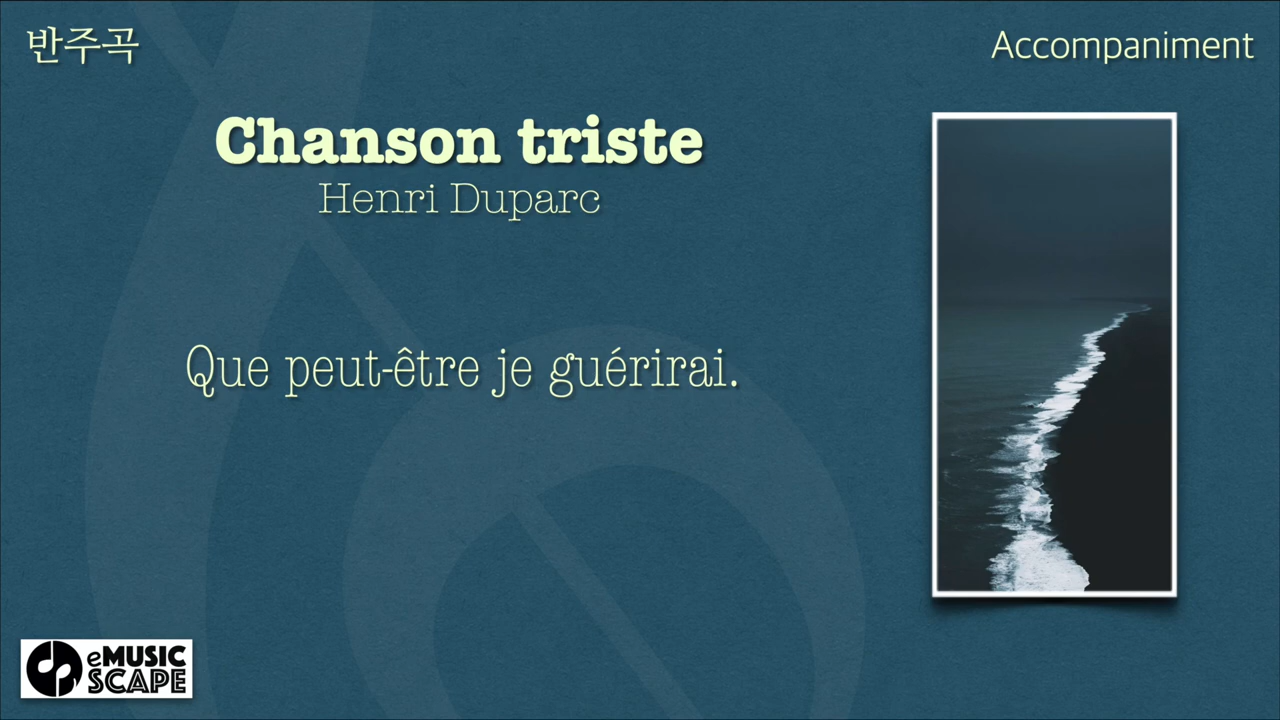 반주곡
Accompaniment
Chanson triste
Henri Duparc
Que peut-être je guérirai.
eMUSIC
SCAPE